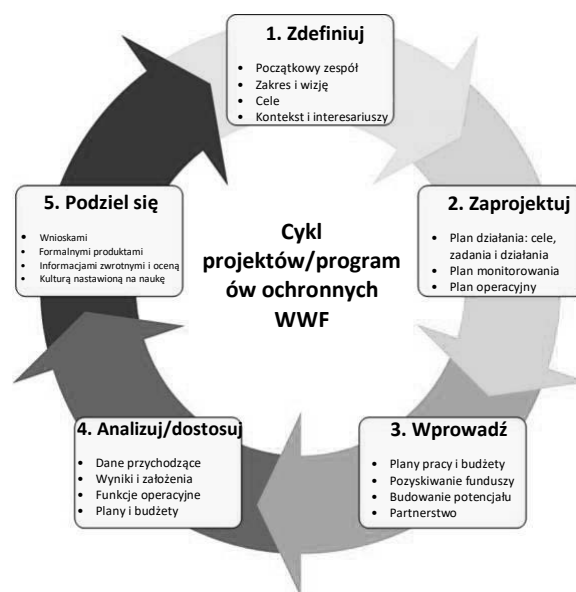 1. Zdefiniuj
• Początkowy zespół
• Zakres i wizję
• Cele
• Kontekst i interesariuszy
2. Zaprojektuj
• Plan działania: cele,
zadania i działania
• Plan monitorowania
• Plan operacyjny
3. Wprowadź
• Plany pracy i budżety
• Pozyskiwanie funduszy
• Budowanie potencjału
• Partnerstwo
4. Analizuj/dostosuj
• Dane przychodzące
• Wyniki i założenia
• Funkcje operacyjne
• Plany i budżety
5. Podziel się
• Wnioskami
• Formalnymi produktami
• Informacjami zwrotnymi i oceną
• Kulturą nastawioną na naukę
Cykl
projektów/program
ów ochronnych
WWF